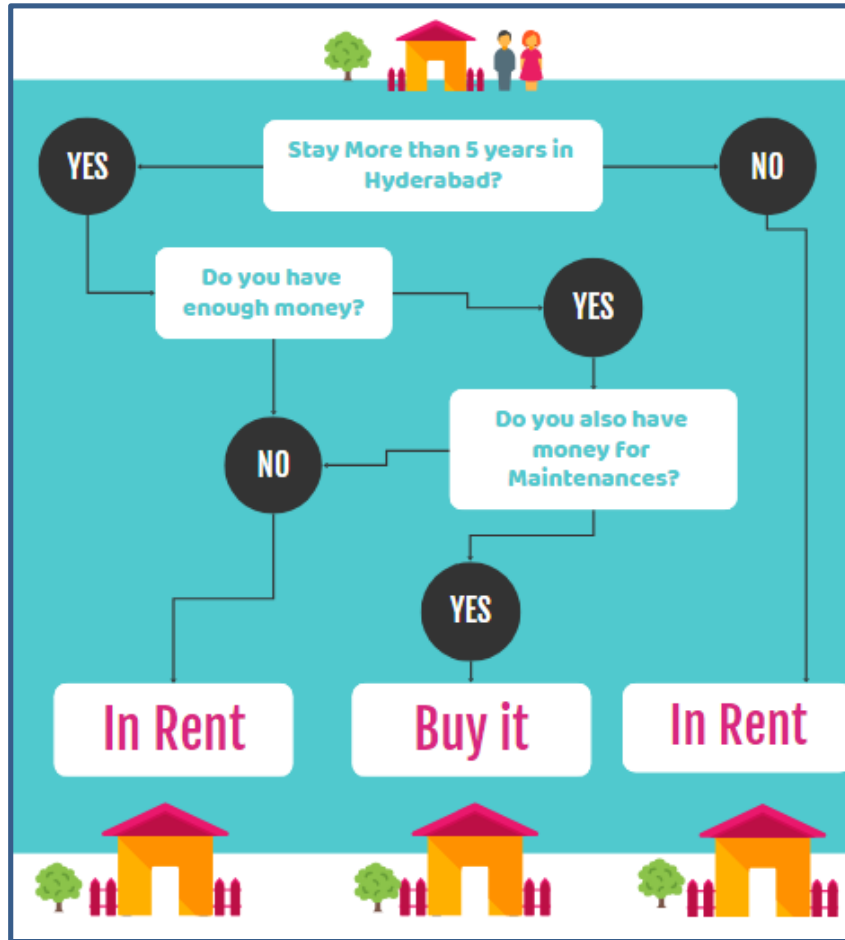 YES
Stay More than 5 years in
Hyderabad?
NO
Do you have
enough money?
YES
NO
Do you also have
money for
Maintenances?
YES
In Rent
Buy it
In Rent